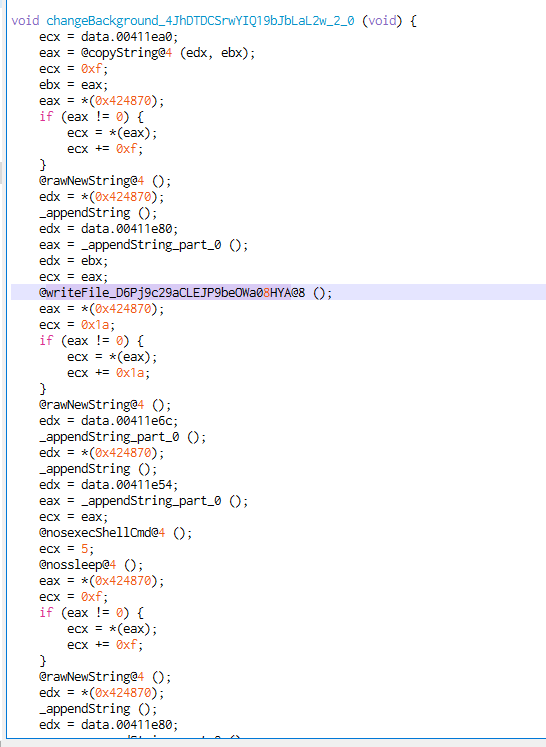 void changeBackground_4JhDTDCSrwYIQ19bJbLaL2w_2_0 (void) {
    ecx = data.00411ea0;
    eax = @copyString@4 (edx, ebx);
    ecx = 0xf;
    ebx = eax;
    eax = *(0x424870);
    if (eax != 0) {
        ecx = *(eax);
        ecx += 0xf;
    }
    @rawNewString@4 ();
    edx = *(0x424870);
    _appendString ();
    edx = data.00411e80;
    eax = _appendString_part_0 ();
    edx = ebx;
    ecx = eax;
    @writeFile_D6Pj9c29aCLEJP9beOWa08HYA@8 ();
    eax = *(0x424870);
    ecx = 0x1a;
    if (eax != 0) {
        ecx = *(eax);
        ecx += 0x1a;
    }
    @rawNewString@4 ();
    edx = data.00411e6c;
    _appendString_part_0 ();
    edx = *(0x424870);
    _appendString ();
    edx = data.00411e54;
    eax = _appendString_part_0 ();
    ecx = eax;
    @nosexecShellCmd@4 ();
    ecx = 5;
    @nossleep@4 ();
    eax = *(0x424870);
    ecx = 0xf;
    if (eax != 0) {
        ecx = *(eax);
        ecx += 0xf;
    }
    @rawNewString@4 ();
    edx = *(0x424870);
    _appendString ();
    edx = data.00411e80;